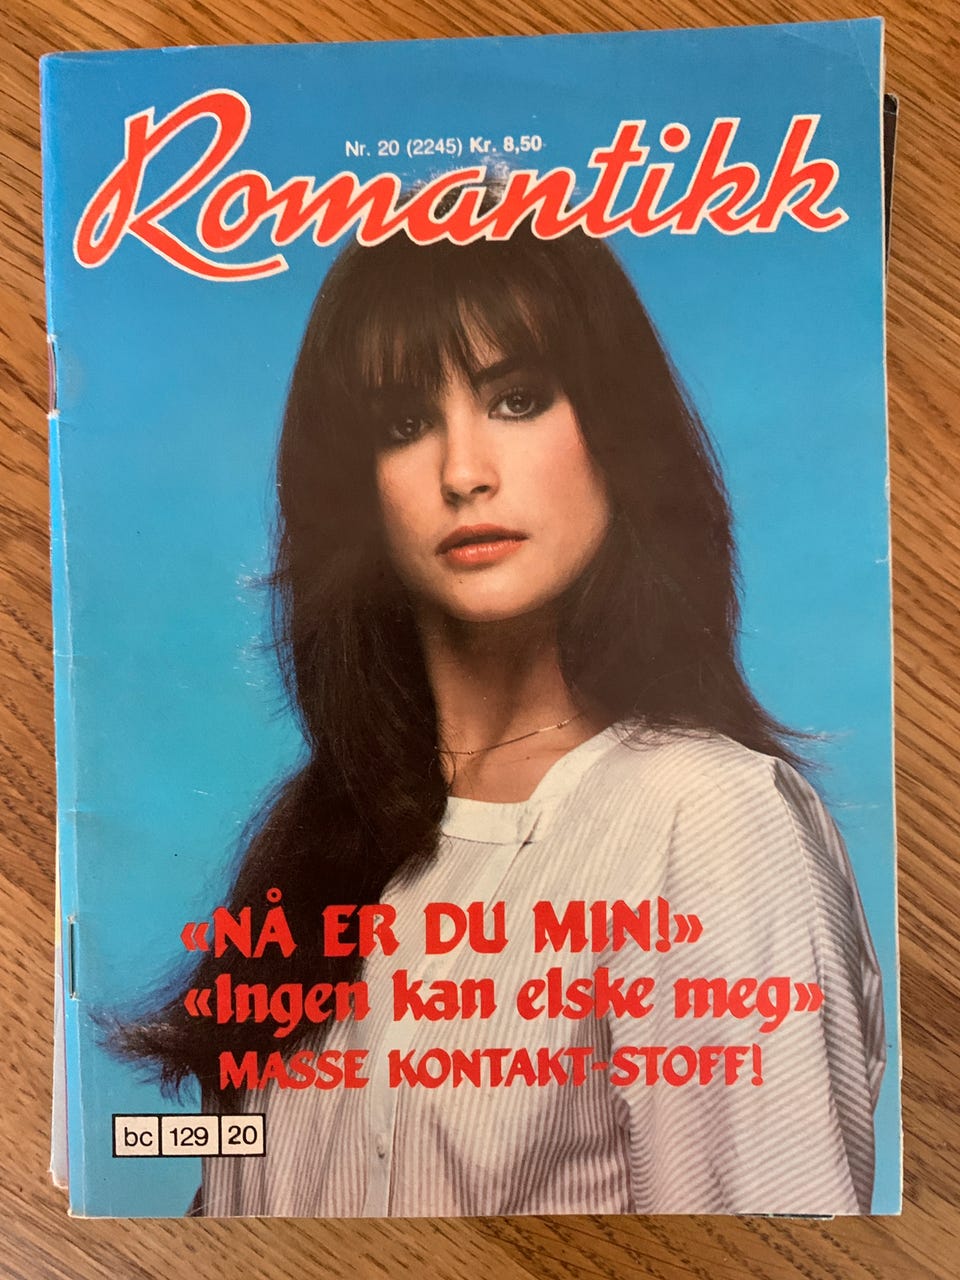 Nr. 20 (2245) Kr. 8,50
Romantikk
«NÅ ER DU MIN!»
«Ingen kan elske meg»
MASSE KONTAKT-STOFF!
bc 129 20